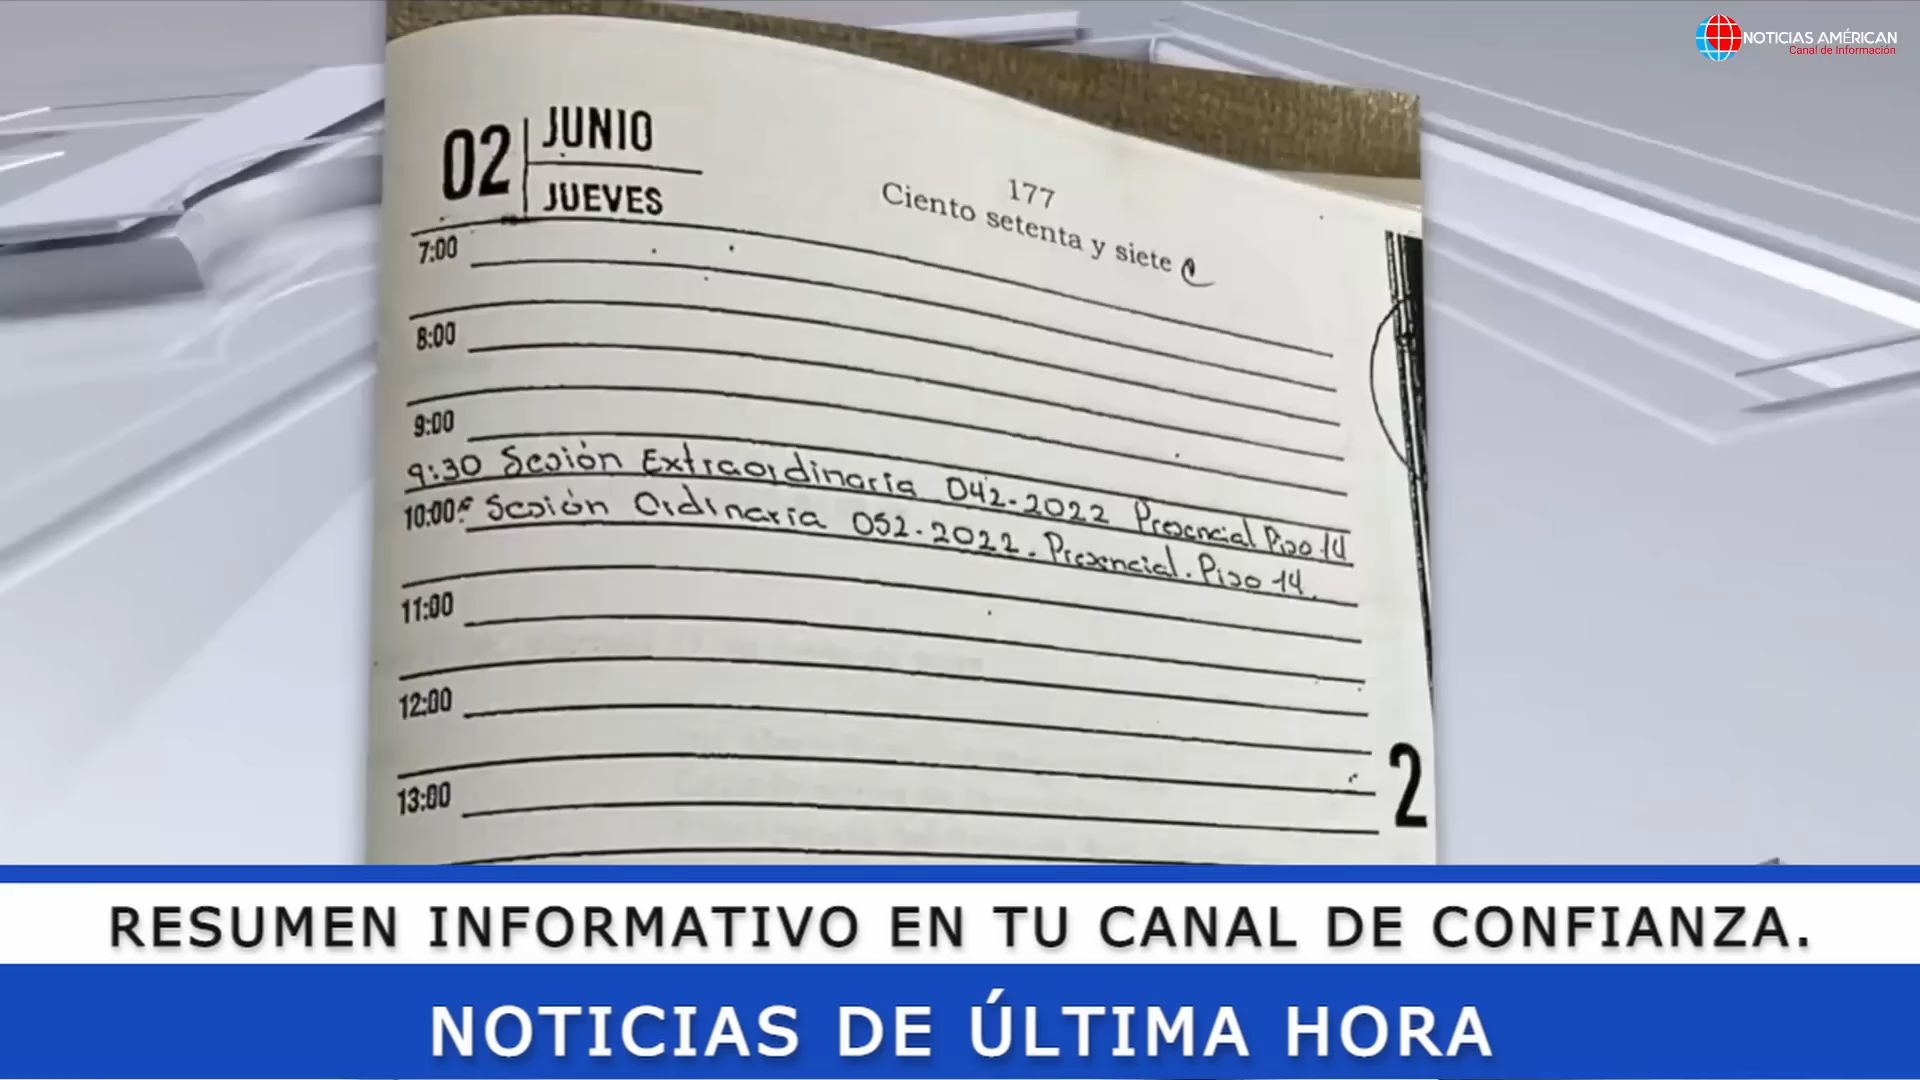 NOTICIAS AMÉRICAN
Canal de Información
02
JUNIO
JUEVES
177
Ciento setenta y siete
7:00
8:00
9:00
9:30 Sesión Extraordinaria 042-2022 Presencial Piso 14
10:00 Sesión Ordinaria 052-2022. Presencial. Piso 14.
11:00
12:00
13:00
2
RESUMEN INFORMATIVO EN TU CANAL DE CONFIANZA.
NOTICIAS DE ÚLTIMA HORA